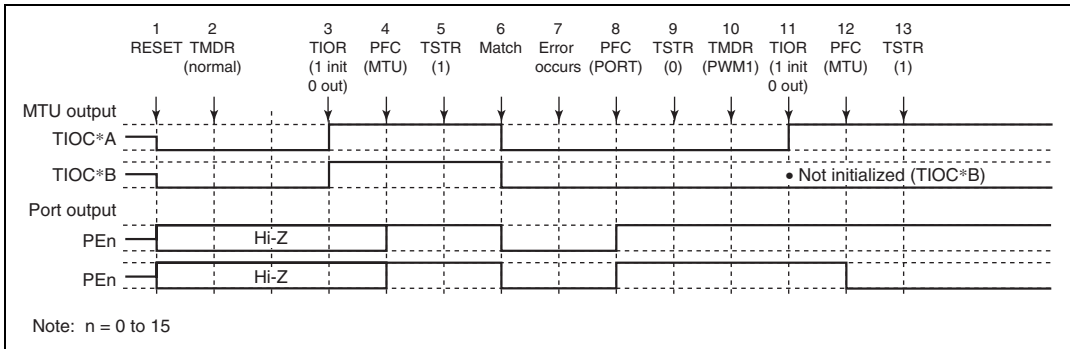 1 2 3 4 5 6 7 8 9 10 11 12 13
RESET TMDR TIOR PFC TSTR Match Error PFC TSTR TMDR TIOR PFC TSTR
(normal) (1 init (MTU) (1) occurs (PORT) (0) (PWM1) (1 init (MTU) (1)
0 out) 0 out)
MTU output
TIOC*A
TIOC*B
• Not initialized (TIOC*B)
Port output
PEn
Hi-Z
PEn
Hi-Z
Note: n = 0 to 15